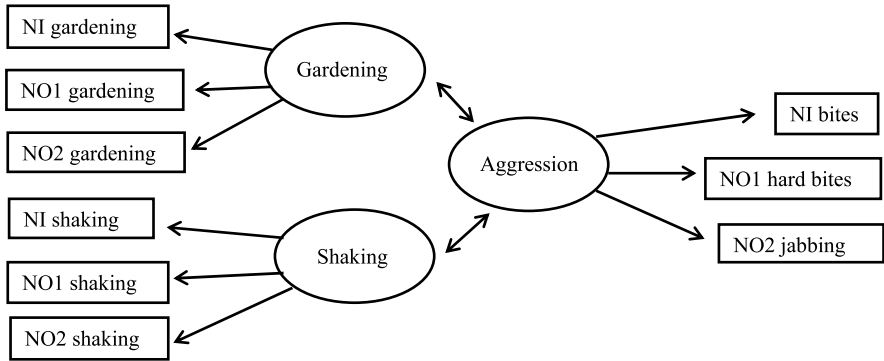 NI gardening
NO1 gardening
NO2 gardening
Gardening
NI shaking
NO1 shaking
NO2 shaking
Shaking
Aggression
NI bites
NO1 hard bites
NO2 jabbing